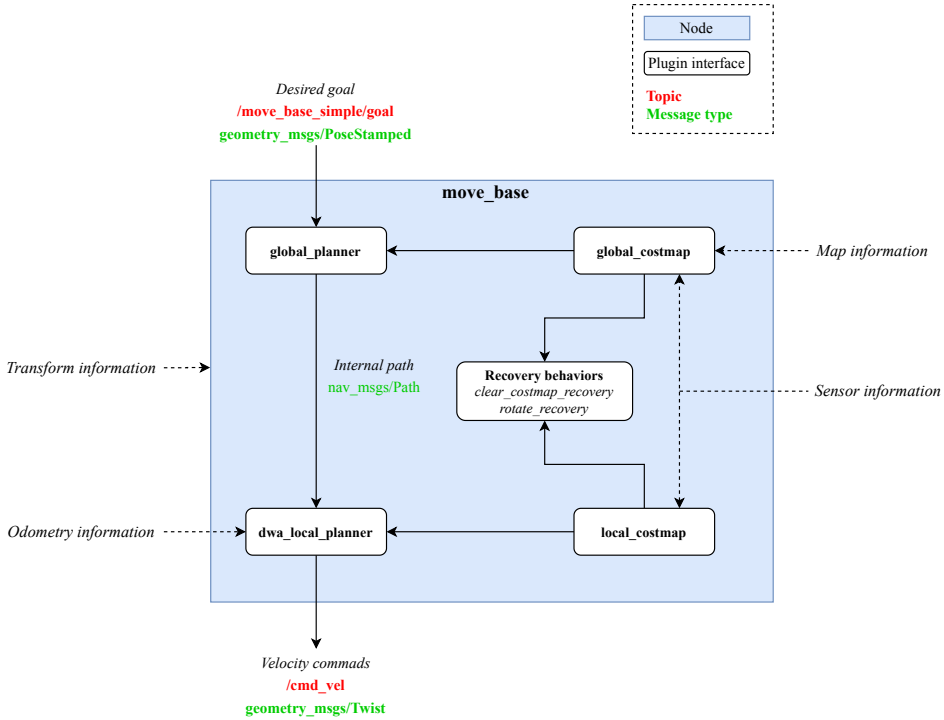 Node
Plugin interface
Topic
Message type
Desired goal
/move_base_simple/goal
geometry_msgs/PoseStamped
move_base
global_planner
global_costmap
Map information
Transform information
Internal path
nav_msgs/Path
Recovery behaviors
clear_costmap_recovery
rotate_recovery
Sensor information
Odometry information
dwa_local_planner
local_costmap
Velocity commads
/cmd_vel
geometry_msgs/Twist